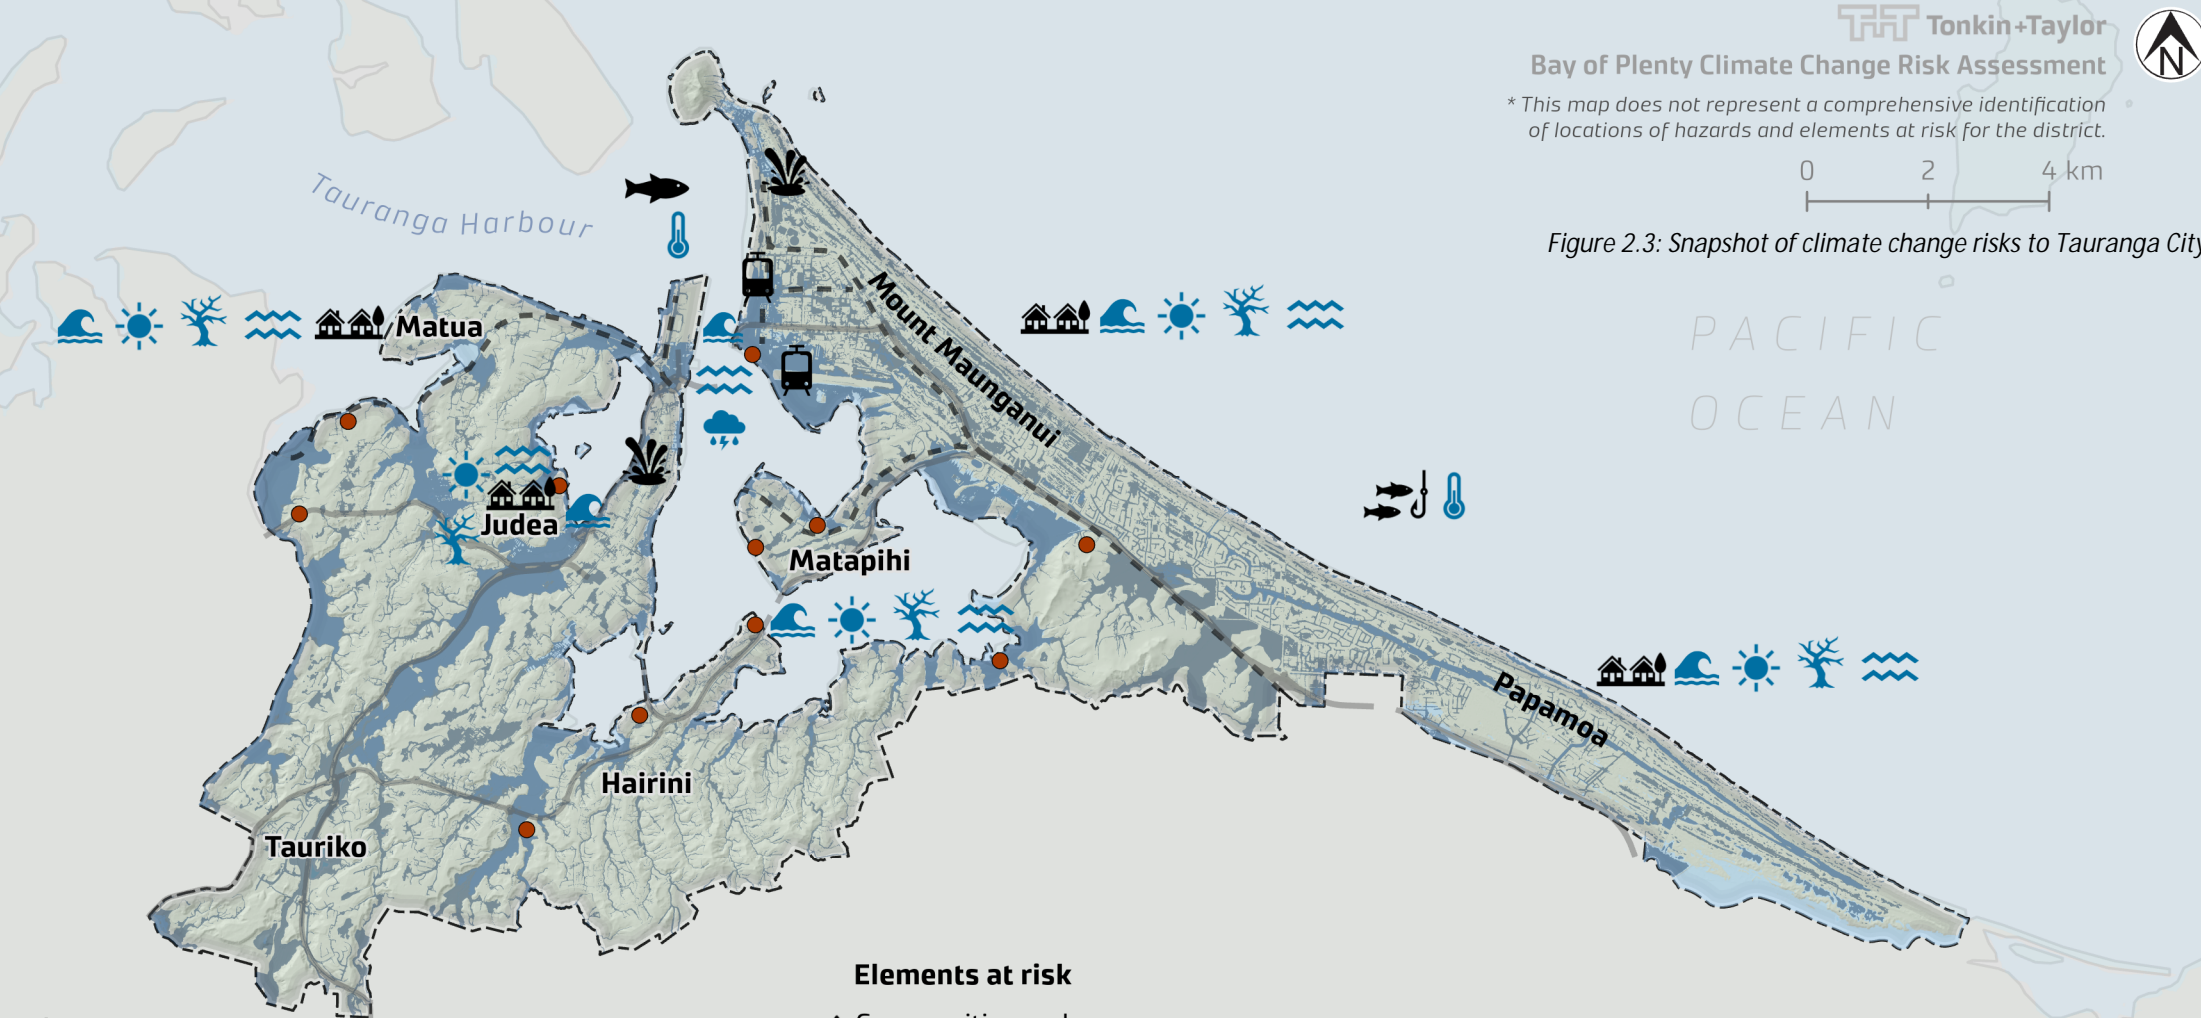 Tonkin+Taylor
Bay of Plenty Climate Change Risk Assessment
* This map does not represent a comprehensive identification
of locations of hazards and elements at risk for the district.
0 2 4 km
N
Figure 2.3: Snapshot of climate change risks to Tauranga City
Tauranga Harbour
Matua
Mount Maunganui
PACIFIC
OCEAN
Judea
Matapihi
Papamoa
Hairini
Tauriko
Elements at risk